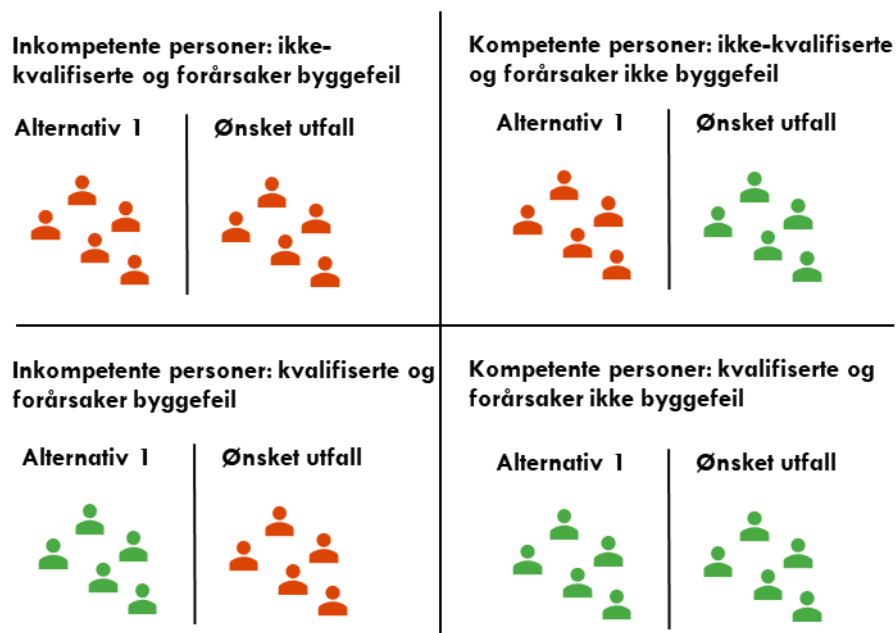 Inkompetente personer: ikke-
kvalifiserte og forårsaker byggefeil
Alternativ 1
Ønsket utfall
Kompetente personer: ikke-kvalifiserte
og forårsaker ikke byggefeil
Alternativ 1
Ønsket utfall
Inkompetente personer: kvalifiserte og
forårsaker byggefeil
Alternativ 1
Ønsket utfall
Kompetente personer: kvalifiserte og
forårsaker ikke byggefeil
Alternativ 1
Ønsket utfall